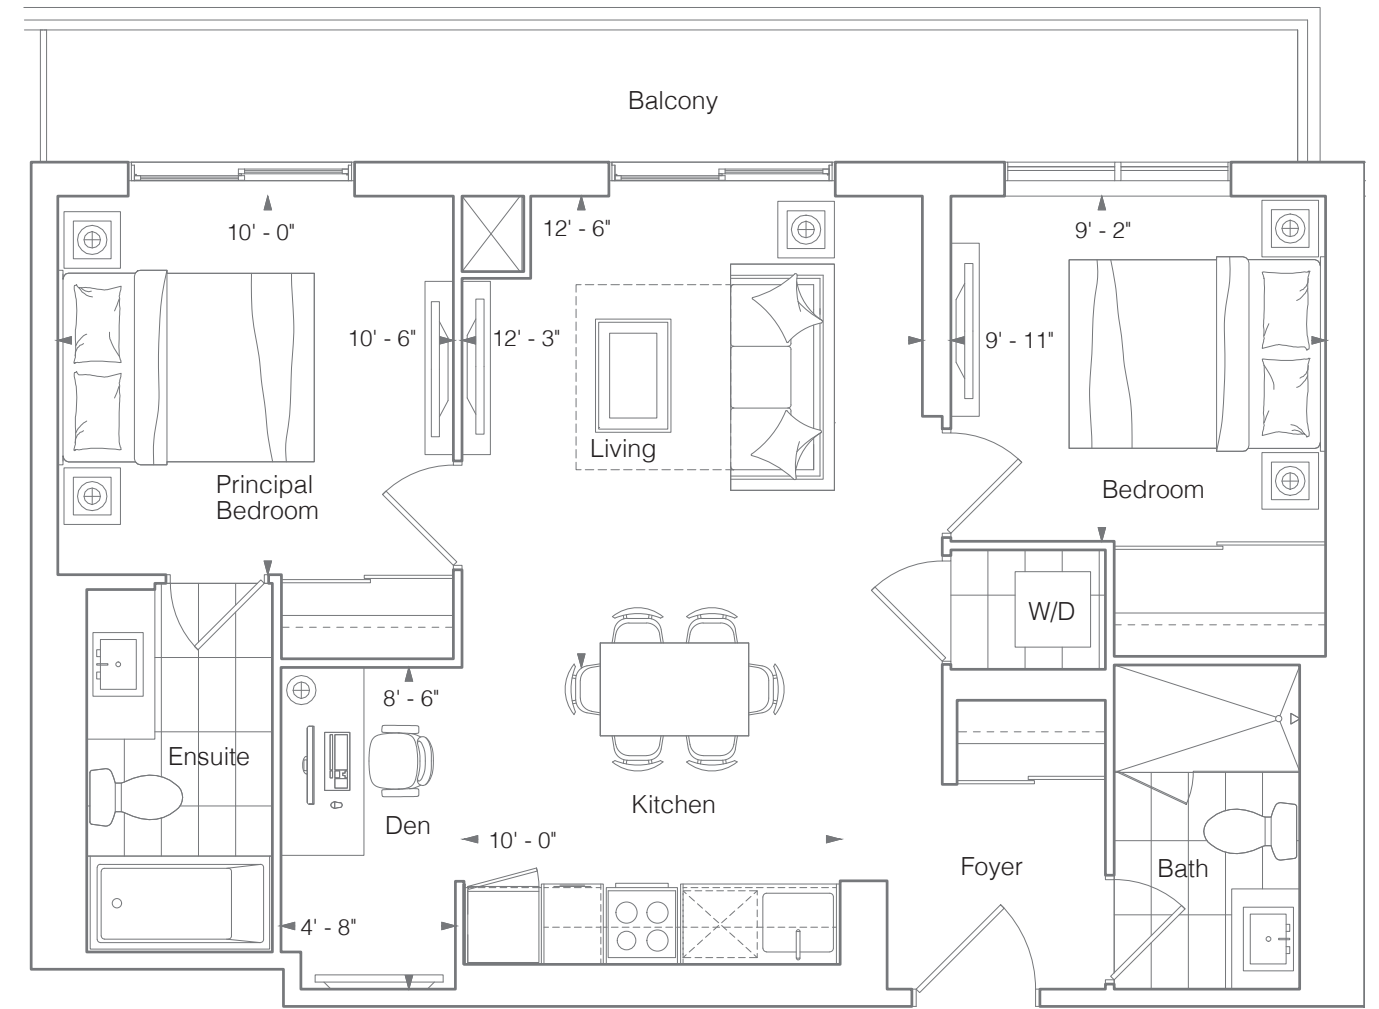 Balcony
10' - 0"
12' - 6"
9' - 2"
10' - 6"
12' - 3"
9' - 11"
Living
Principal
Bedroom
Bedroom
W/D
8' - 6"
Ensuite
Kitchen
Den
10' - 0"
Foyer
Bath
4' - 8"